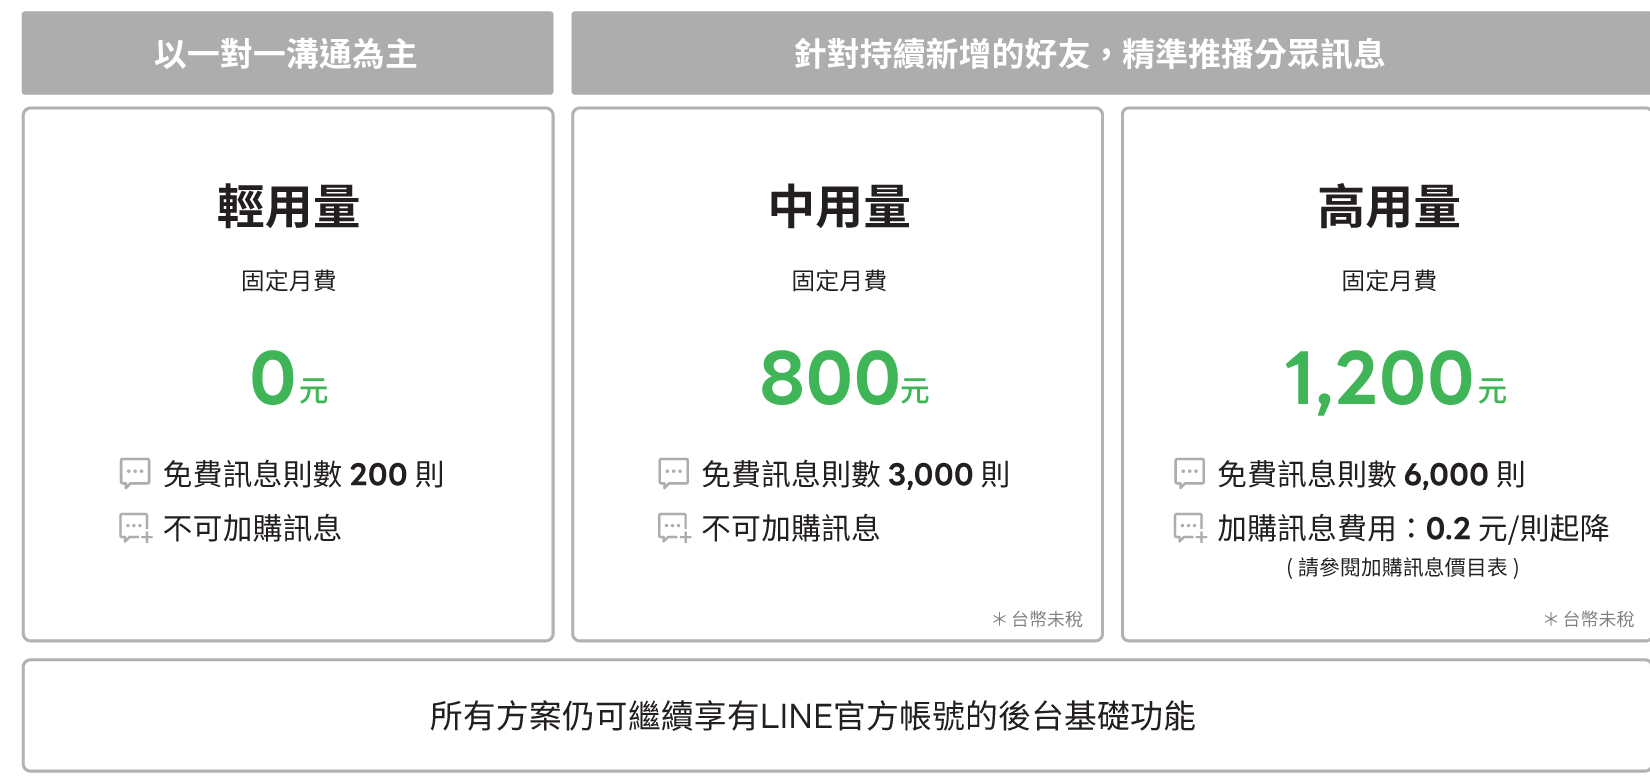 以一對一溝通為主
針對持續新增的好友，精準推播分眾訊息
輕用量
固定月費
0元
免費訊息則數 200 則
不可加購訊息
中用量
固定月費
800元
免費訊息則數 3,000 則
不可加購訊息
＊台幣未稅
高用量
固定月費
1,200元
免費訊息則數 6,000 則
加購訊息費用：0.2 元/則起降
( 請參閱加購訊息價目表 )
＊台幣未稅
所有方案仍可繼續享有LINE官方帳號的後台基礎功能